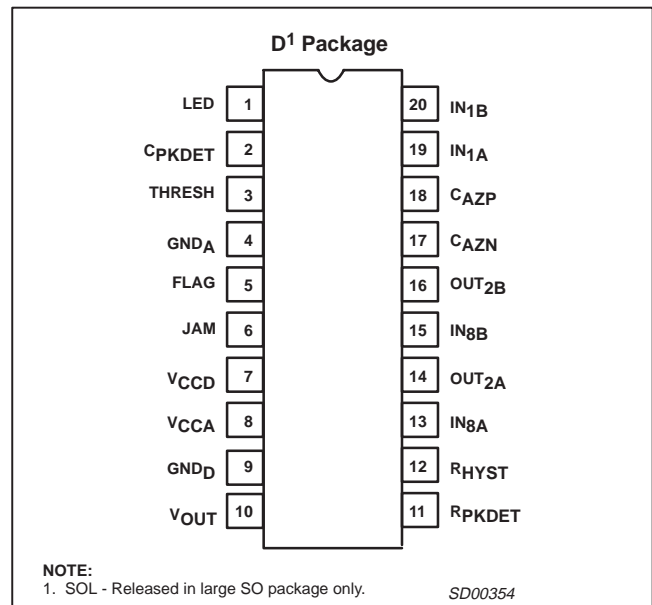 D1 Package
LED 1 20 IN1B
CPKDET 2 19 IN1A
THRESH 3 18 CAZP
GNDA 4 17 CAZN
FLAG 5 16 OUT2B
JAM 6 15 IN8B
VCCD 7 14 OUT2A
VCCA 8 13 IN8A
GNDD 9 12 RHYST
VOUT 10 11 RPKDET
NOTE:
1. SOL - Released in large SO package only.
SD00354